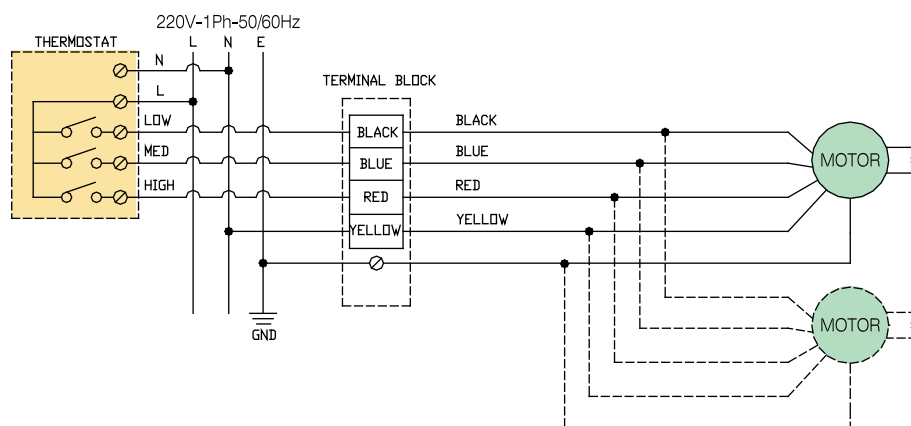 220V-1Ph-50/60Hz
THERMOSTAT
L N E
N
L
TERMINAL BLOCK
LOW
BLACK
BLACK
MED
BLUE
BLUE
HIGH
RED
RED
YELLOW
YELLOW
MOTOR
GND
MOTOR